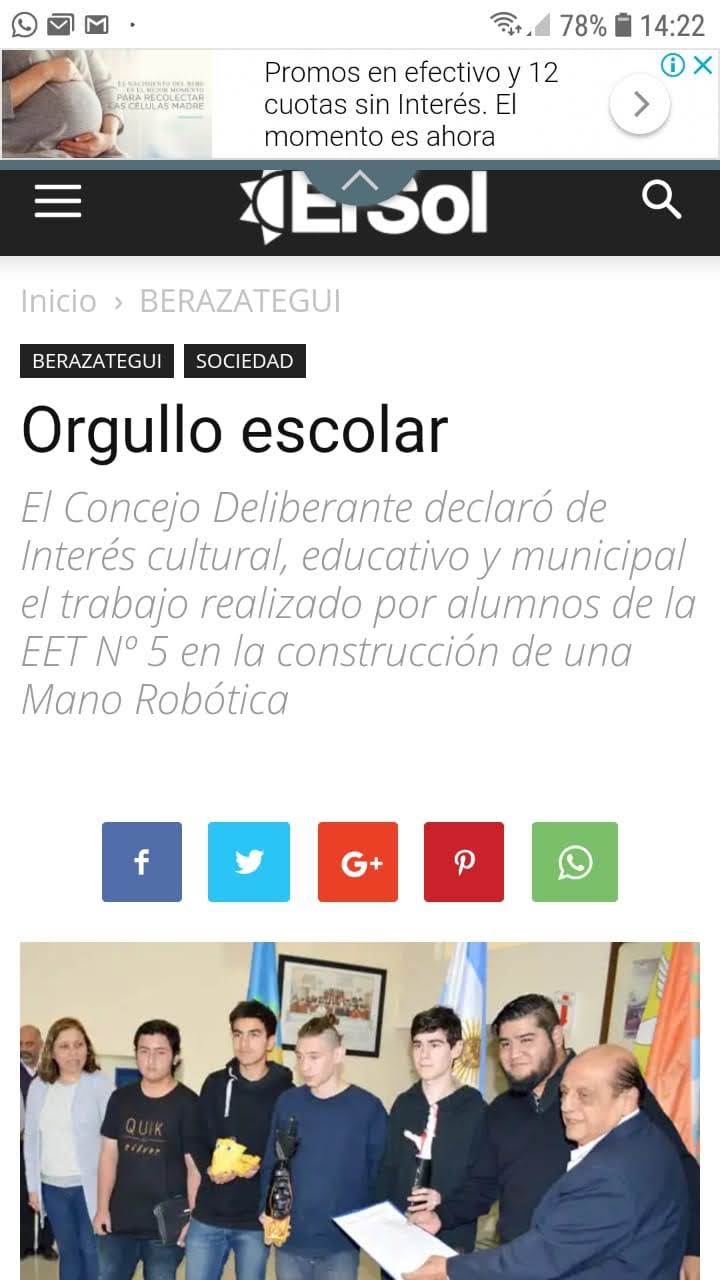 78% 14:22
EL NACIMIENTO DEL BEBE
ES EL MEJOR MOMENTO
PARA RECOLECTAR
LAS CÉLULAS MADRE
Promos en efectivo y 12
cuotas sin Interés. El
momento es ahora
El Sol
Inicio › BERAZATEGUI
BERAZATEGUI SOCIEDAD
Orgullo escolar
El Concejo Deliberante declaró de
Interés cultural, educativo y municipal
el trabajo realizado por alumnos de la
EET Nº 5 en la construcción de una
Mano Robótica
f G+
QUIK